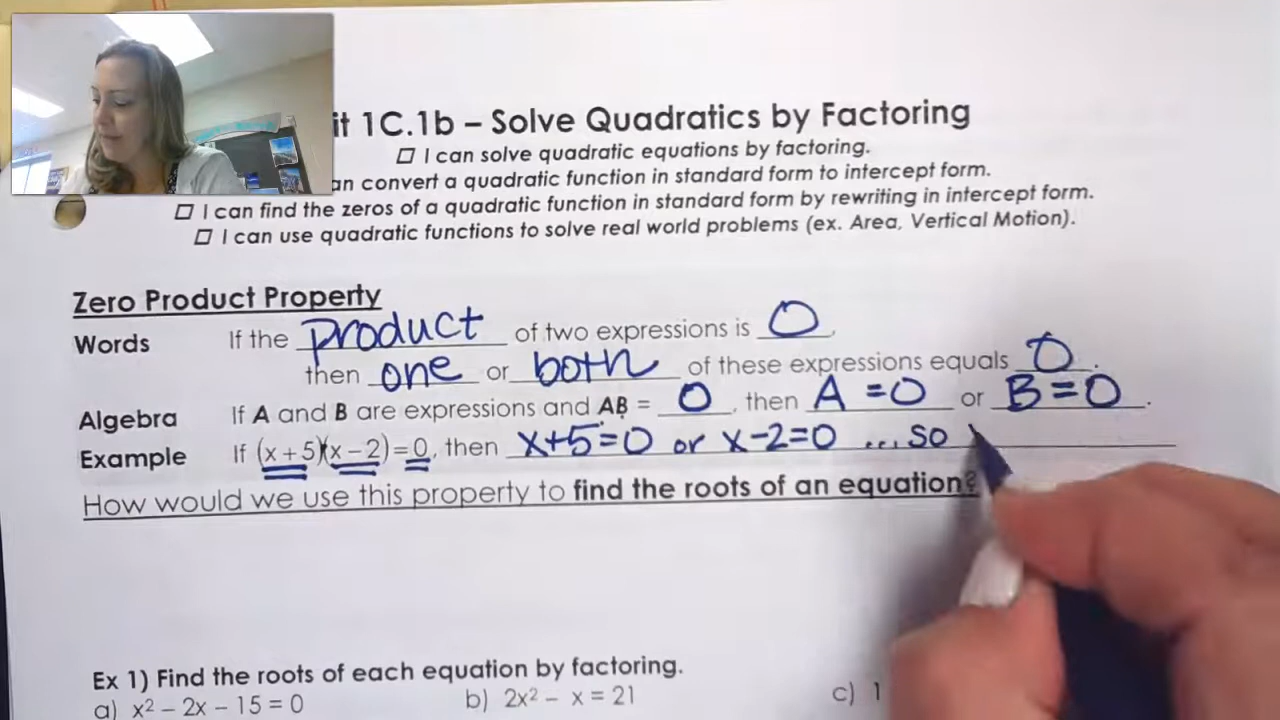 it 1C.1b – Solve Quadratics by Factoring
I can solve quadratic equations by factoring.
an convert a quadratic function in standard form to intercept form.
I can find the zeros of a quadratic function in standard form by rewriting in intercept form.
I can use quadratic functions to solve real world problems (ex. Area, Vertical Motion).
Zero Product Property
Words If the product of two expressions is 0,
then one or both of these expressions equals 0.
Algebra If A and B are expressions and AB = 0, then A = 0 or B = 0.
Example If (x + 5)(x – 2) = 0, then x+5=0 or x-2=0 ...so
How would we use this property to find the roots of an equation?
Ex 1) Find the roots of each equation by factoring.
a) x² – 2x – 15 = 0 b) 2x² – x = 21 c) 1